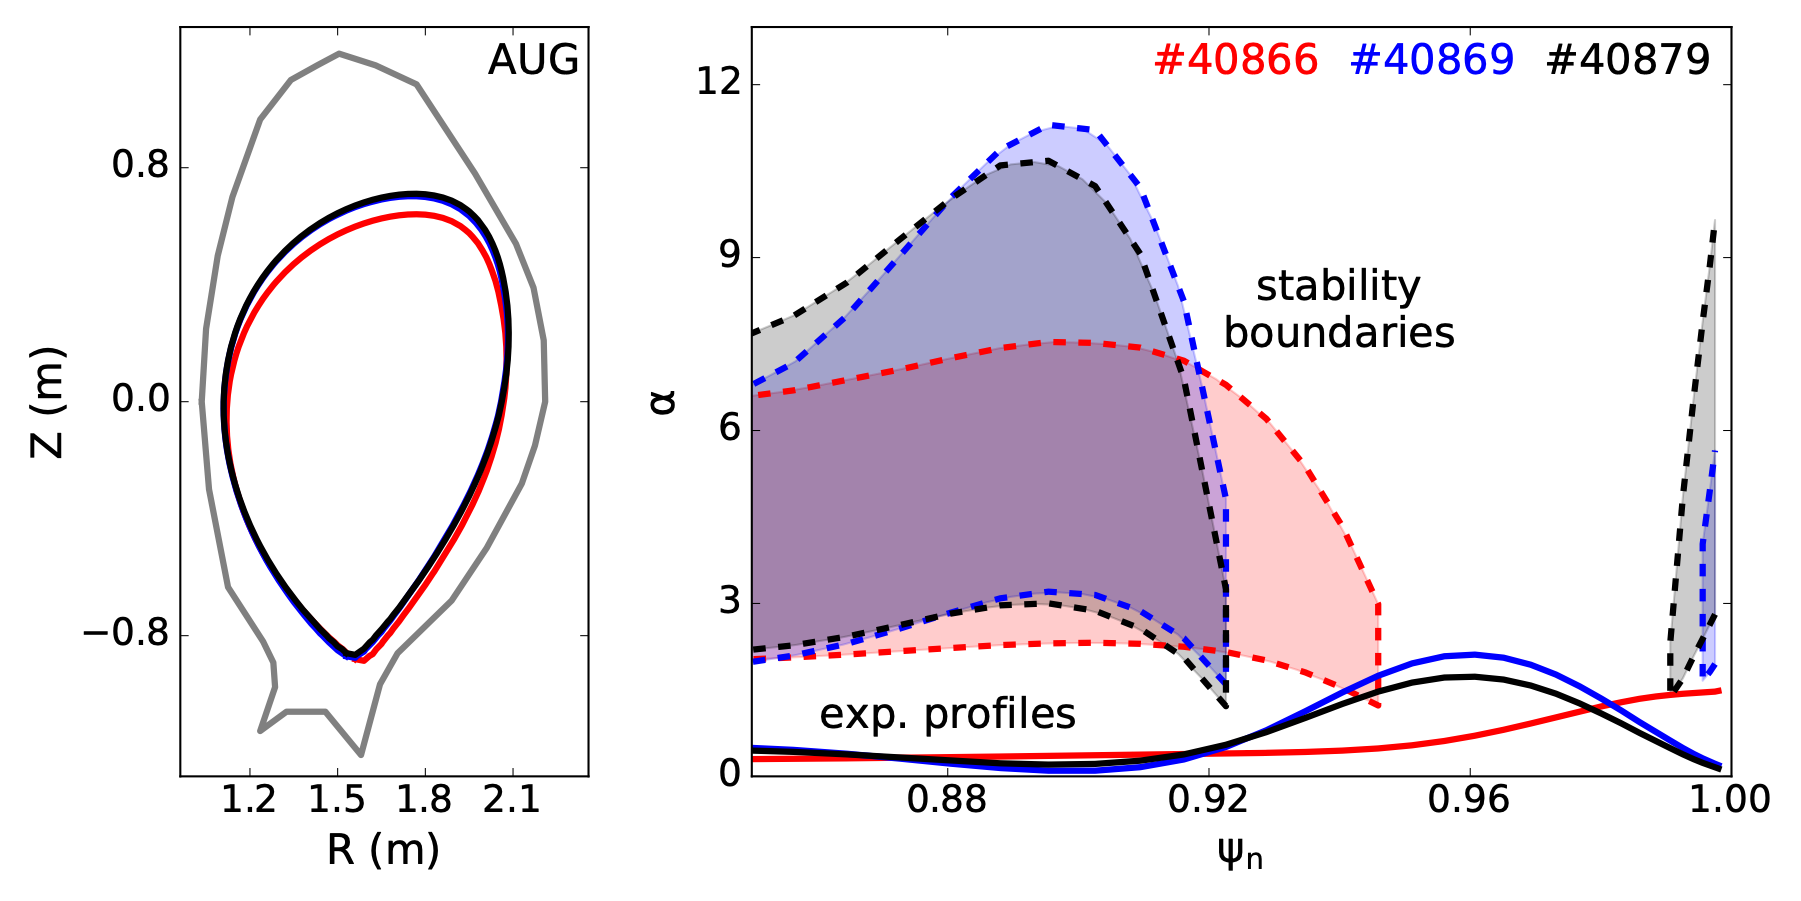 AUG
0.8
0.0
−0.8
Z (m)
1.2 1.5 1.8 2.1
R (m)
#40866 #40869 #40879
12
9
6
3
0
α
stability
boundaries
exp. profiles
0.88 0.92 0.96 1.00
ψₙ